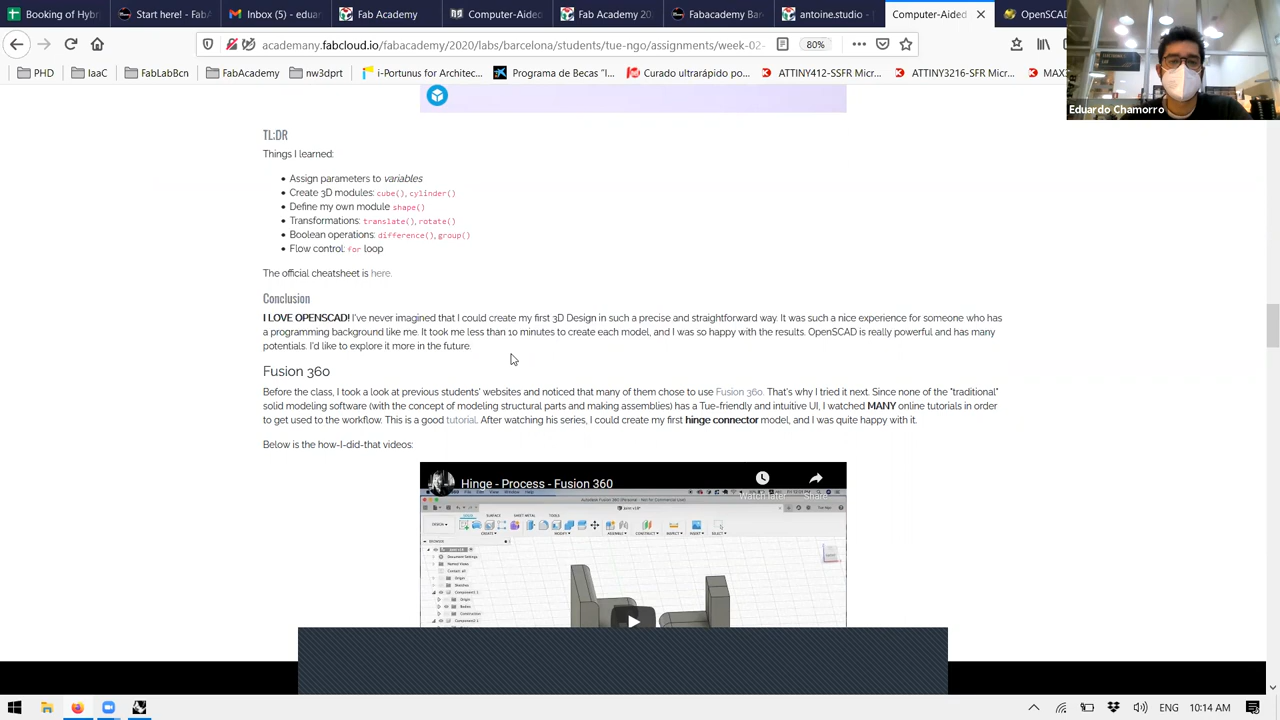 Booking of Hybri
Start here! - Fab
Inbox (5) - edua
Fab Academy
Computer-Aide
Fab Academy 20
Fabacademy Bar
antoine.studio -
Computer-Aided
OpenSCAD
academany.fabcloud.io/fabacademy/2020/labs/barcelona/students/tue-ngo/assignments/week-02-
80%
PHD
IaaC
FabLabBcn
FabAcademy
nw3dprt
i-Portunus for Architec...
Programa de Becas "I...
Curado ultrarápido po...
ATTINY412-SSFR Micr...
ATTINY3216-SFR Micr...
MAX
Eduardo Chamorro
TL:DR
Things I learned:
Assign parameters to variables
Create 3D modules: cube(), cylinder()
Define my own module shape()
Transformations: translate(), rotate()
Boolean operations: difference(), group()
Flow control: for loop
The official cheatsheet is here.
Conclusion
I LOVE OPENSCAD! I've never imagined that I could create my first 3D Design in such a precise and straightforward way. It was such a nice experience for someone who has
a programming background like me. It took me less than 10 minutes to create each model, and I was so happy with the results. OpenSCAD is really powerful and has many
potentials. I'd like to explore it more in the future.
Fusion 360
Before the class, I took a look at previous students' websites and noticed that many of them chose to use Fusion 360. That's why I tried it next. Since none of the "traditional"
solid modeling software (with the concept of modeling structural parts and making assemblies) has a Tue-friendly and intuitive UI, I watched MANY online tutorials in order
to get used to the workflow. This is a good tutorial. After watching his series, I could create my first hinge connector model, and I was quite happy with it.
Below is the how-I-did-that videos:
Hinge - Process - Fusion 360
Watch later
Share
ENG
10:14 AM